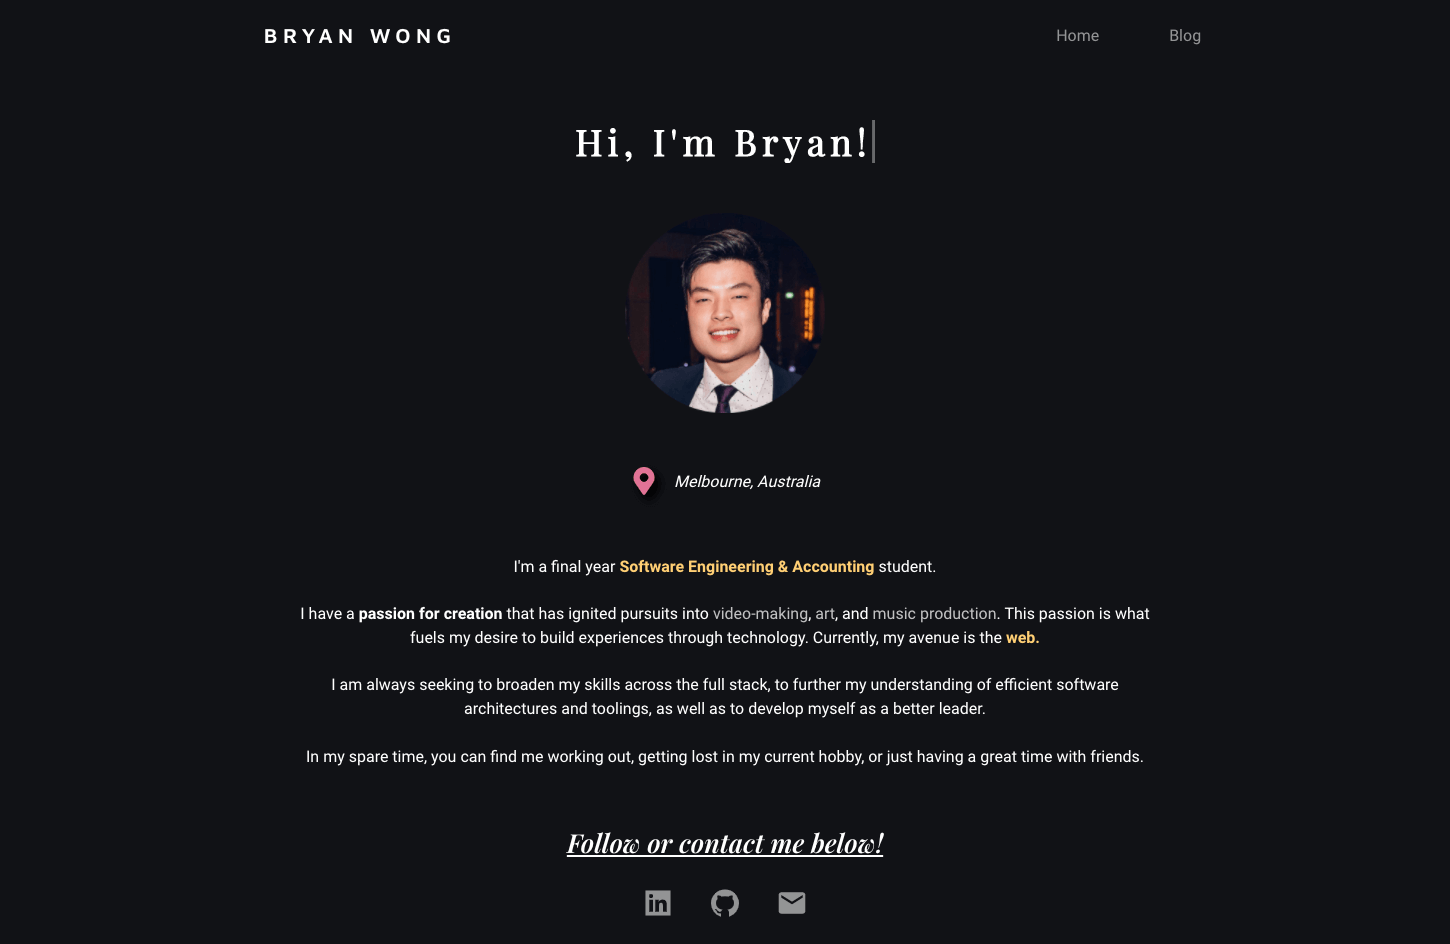 BRYAN WONG
Home
Blog
Hi, I'm Bryan!
Melbourne, Australia
I'm a final year Software Engineering & Accounting student.
I have a passion for creation that has ignited pursuits into video-making, art, and music production. This passion is what
fuels my desire to build experiences through technology. Currently, my avenue is the web.
I am always seeking to broaden my skills across the full stack, to further my understanding of efficient software
architectures and toolings, as well as to develop myself as a better leader.
In my spare time, you can find me working out, getting lost in my current hobby, or just having a great time with friends.
Follow or contact me below!
in